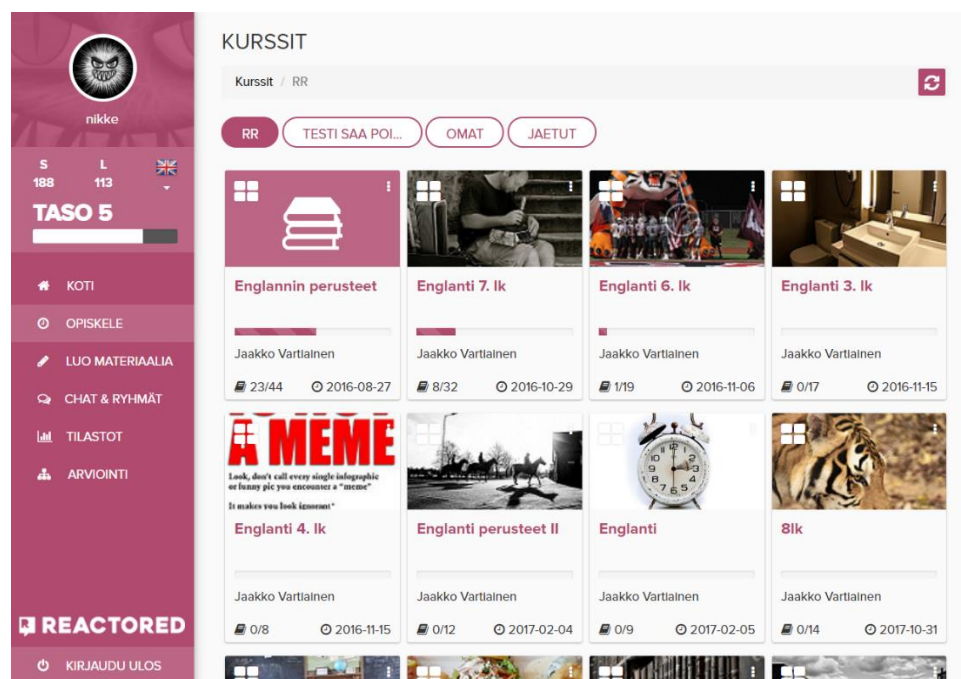 nikke
S L
188 113
TASO 5
KOTI
OPISKELE
LUO MATERIAALIA
CHAT & RYHMÄT
TILASTOT
ARVIOINTI
REACTORED
KIRJAUDU ULOS
KURSSIT
Kurssit / RR
RR TESTI SAA POI... OMAT JAETUT
Englannin perusteet
Jaakko Vartiainen
23/44 2016-08-27
Englanti 7. lk
Jaakko Vartiainen
8/32 2016-10-29
Englanti 6. lk
Jaakko Vartiainen
1/19 2016-11-06
Englanti 3. lk
Jaakko Vartiainen
0/17 2016-11-15
A MEME
Look, don't call every single infographic
or funny pic you encounter a "meme"
It makes you look ignorant*
Englanti 4. lk
Jaakko Vartiainen
0/8 2016-11-15
Englanti perusteet II
Jaakko Vartiainen
0/12 2017-02-04
Englanti
Jaakko Vartiainen
0/9 2017-02-05
8lk
Jaakko Vartiainen
0/14 2017-10-31